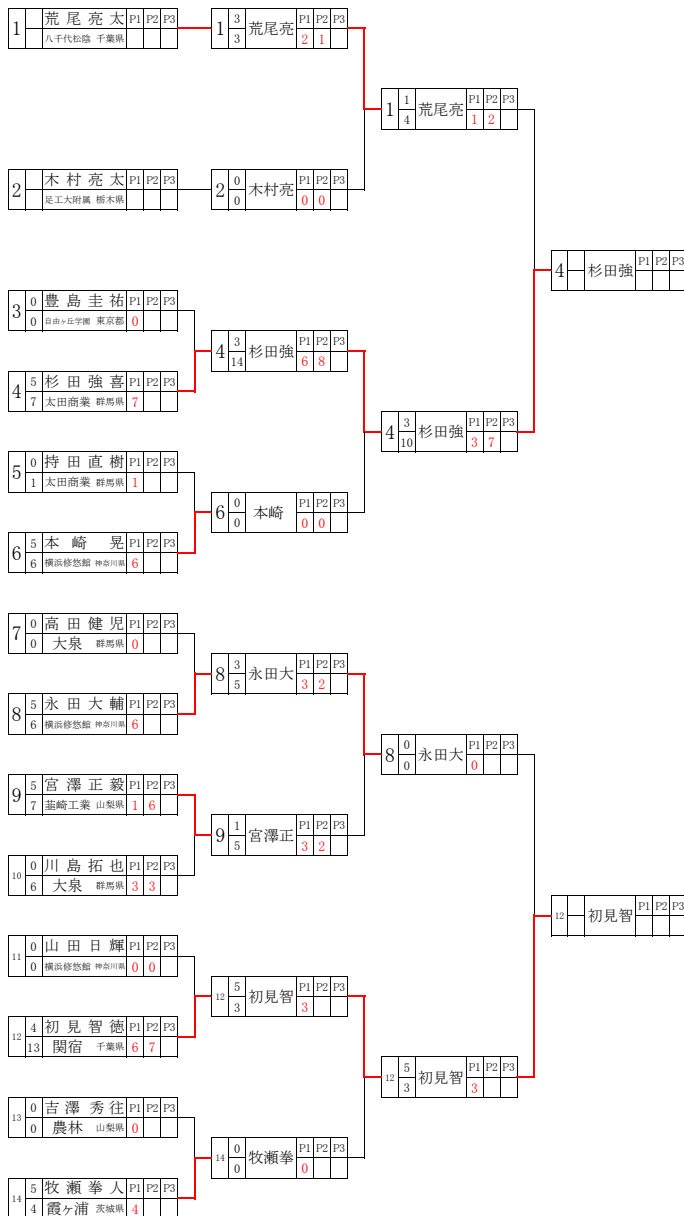 1 荒尾亮太 P1 P2 P3
八千代松陰 千葉県
1 3 荒尾亮 P1 P2 P3
3 2 1
1 1 荒尾亮 P1 P2 P3
4 1 2
2 木村亮太 P1 P2 P3
足工大附属 栃木県
2 0 木村亮 P1 P2 P3
0 0 0
4 杉田強 P1 P2 P3
3 0 豊島圭祐 P1 P2 P3
0 自由ヶ丘学園 東京都 0
4 3 杉田強 P1 P2 P3
14 6 8
4 5 杉田強喜 P1 P2 P3
7 太田商業 群馬県 7
4 3 杉田強 P1 P2 P3
10 3 7
5 0 持田直樹 P1 P2 P3
1 太田商業 群馬県 1
6 0 本崎 P1 P2 P3
0 0 0
6 5 本崎 晃 P1 P2 P3
6 横浜修悠館 神奈川県 6
7 0 高田健児 P1 P2 P3
0 大泉 群馬県 0
8 3 永田大 P1 P2 P3
5 3 2
8 5 永田大輔 P1 P2 P3
6 横浜修悠館 神奈川県 6
8 0 永田大 P1 P2 P3
0 0
9 5 宮澤正毅 P1 P2 P3
7 韮崎工業 山梨県 1 6
9 1 宮澤正 P1 P2 P3
5 3 2
10 0 川島拓也 P1 P2 P3
6 大泉 群馬県 3 3
12 初見智 P1 P2 P3
11 0 山田日輝 P1 P2 P3
0 横浜修悠館 神奈川県 0 0
12 5 初見智 P1 P2 P3
3 3
12 4 初見智徳 P1 P2 P3
13 関宿 千葉県 6 7
12 5 初見智 P1 P2 P3
3 3
13 0 吉澤秀往 P1 P2 P3
0 農林 山梨県 0
14 0 牧瀬拳 P1 P2 P3
0 0
14 5 牧瀬拳人 P1 P2 P3
4 霞ヶ浦 茨城県 4